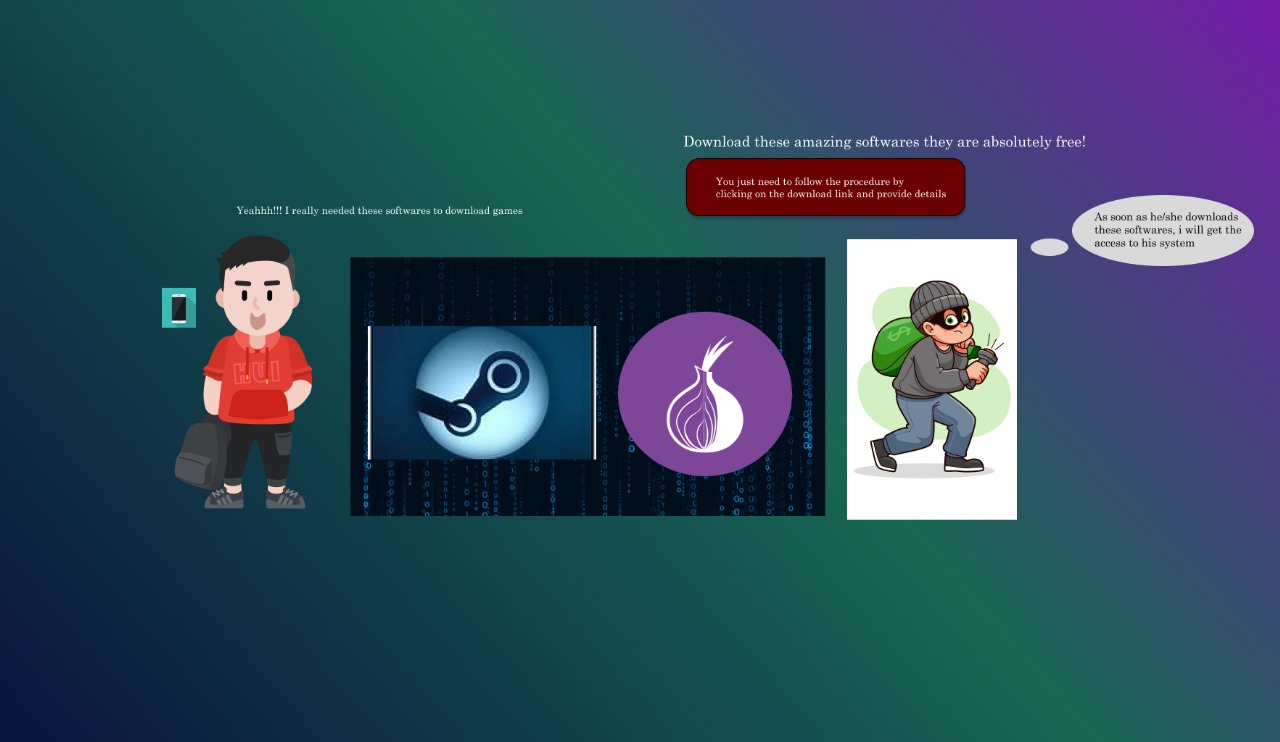 Download these amazing softwares they are absolutely free!
You just need to follow the procedure by
clicking on the download link and provide details
Yeahhh!!! I really needed these softwares to download games
As soon as he/she downloads
these softwares, i will get the
access to his system
HUI